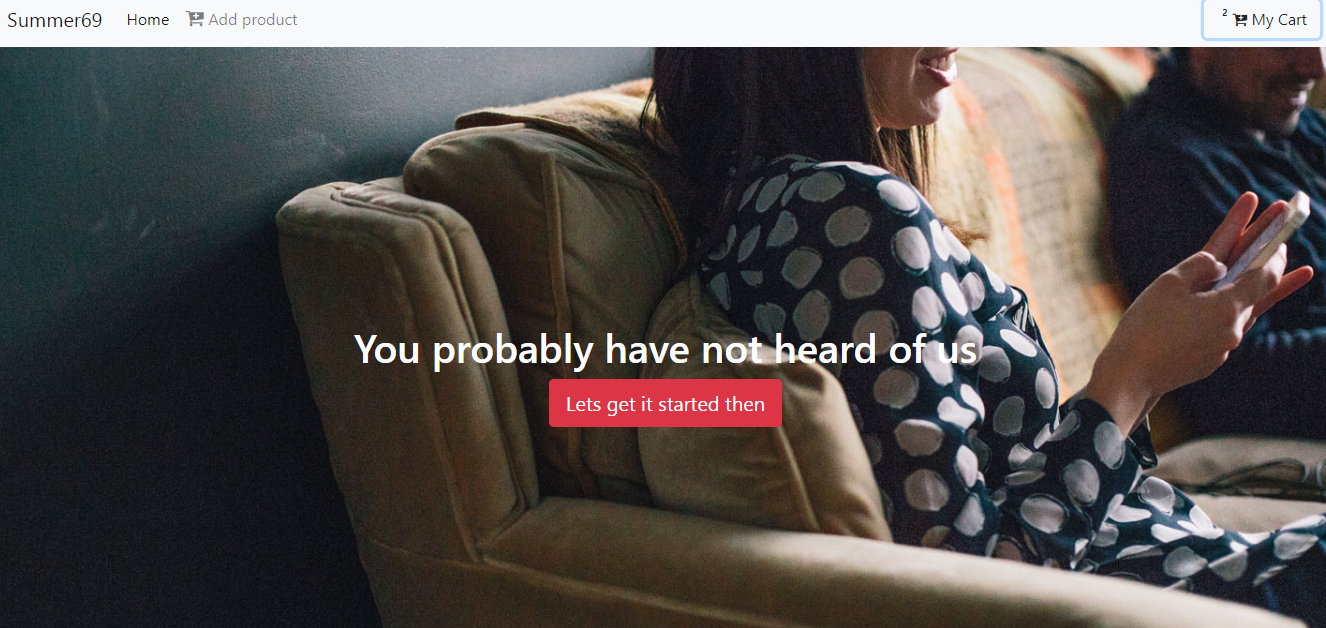 Summer69 Home Add product 2 My Cart
You probably have not heard of us
Lets get it started then